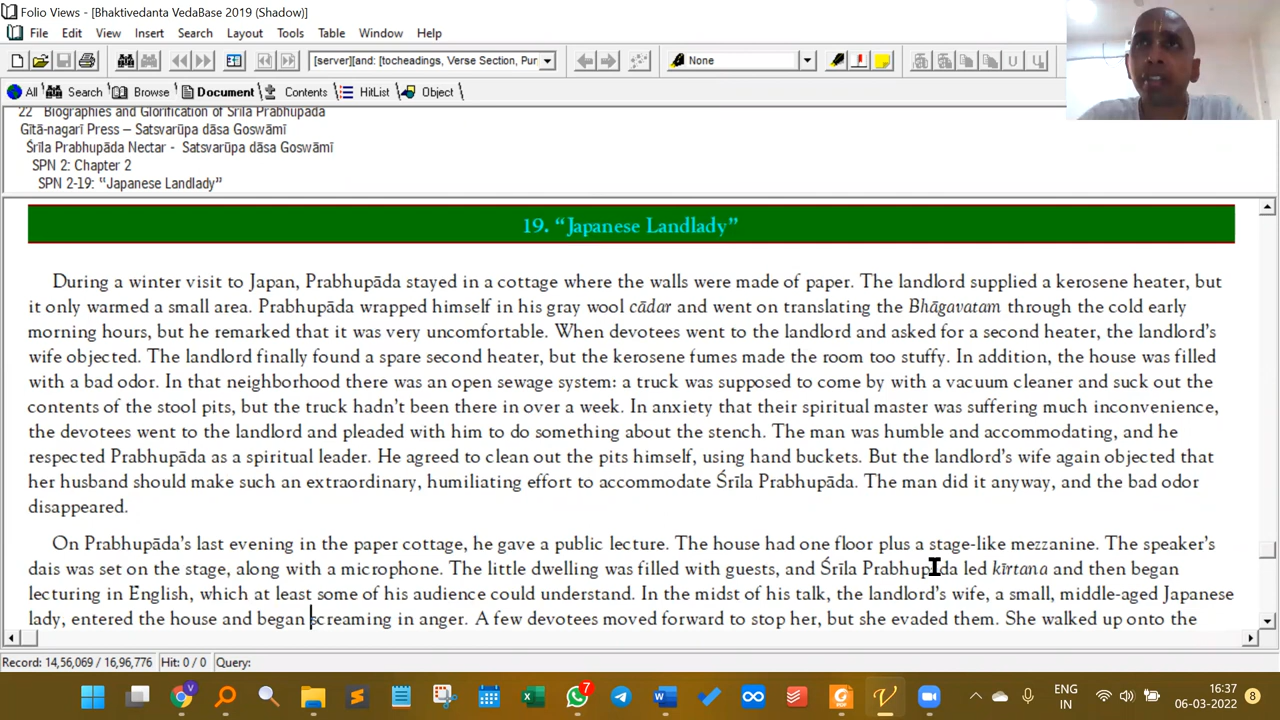 Folio Views - [Bhaktivedanta VedaBase 2019 (Shadow)]
File Edit View Insert Search Layout Tools Table Window Help
[server][and: [tocheadings, Verse Section, Pur
None
All Search Browse Document Contents HitList Object
22 Biographies and Glorification of Śrīla Prabhupāda
Gītā-nagarī Press – Satsvarūpa dāsa Goswāmī
Śrīla Prabhupāda Nectar - Satsvarūpa dāsa Goswāmī
SPN 2: Chapter 2
SPN 2-19: “Japanese Landlady”
19. “Japanese Landlady”
During a winter visit to Japan, Prabhupāda stayed in a cottage where the walls were made of paper. The landlord supplied a kerosene heater, but
it only warmed a small area. Prabhupāda wrapped himself in his gray wool cādar and went on translating the Bhāgavatam through the cold early
morning hours, but he remarked that it was very uncomfortable. When devotees went to the landlord and asked for a second heater, the landlord’s
wife objected. The landlord finally found a spare second heater, but the kerosene fumes made the room too stuffy. In addition, the house was filled
with a bad odor. In that neighborhood there was an open sewage system: a truck was supposed to come by with a vacuum cleaner and suck out the
contents of the stool pits, but the truck hadn’t been there in over a week. In anxiety that their spiritual master was suffering much inconvenience,
the devotees went to the landlord and pleaded with him to do something about the stench. The man was humble and accommodating, and he
respected Prabhupāda as a spiritual leader. He agreed to clean out the pits himself, using hand buckets. But the landlord’s wife again objected that
her husband should make such an extraordinary, humiliating effort to accommodate Śrīla Prabhupāda. The man did it anyway, and the bad odor
disappeared.
On Prabhupāda’s last evening in the paper cottage, he gave a public lecture. The house had one floor plus a stage-like mezzanine. The speaker’s
dais was set on the stage, along with a microphone. The little dwelling was filled with guests, and Śrīla Prabhupāda led kīrtana and then began
lecturing in English, which at least some of his audience could understand. In the midst of his talk, the landlord’s wife, a small, middle-aged Japanese
lady, entered the house and began screaming in anger. A few devotees moved forward to stop her, but she evaded them. She walked up onto the
Record: 14,56,069 / 16,96,776 Hit: 0 / 0 Query:
7
ENG
IN
16:37
06-03-2022
8